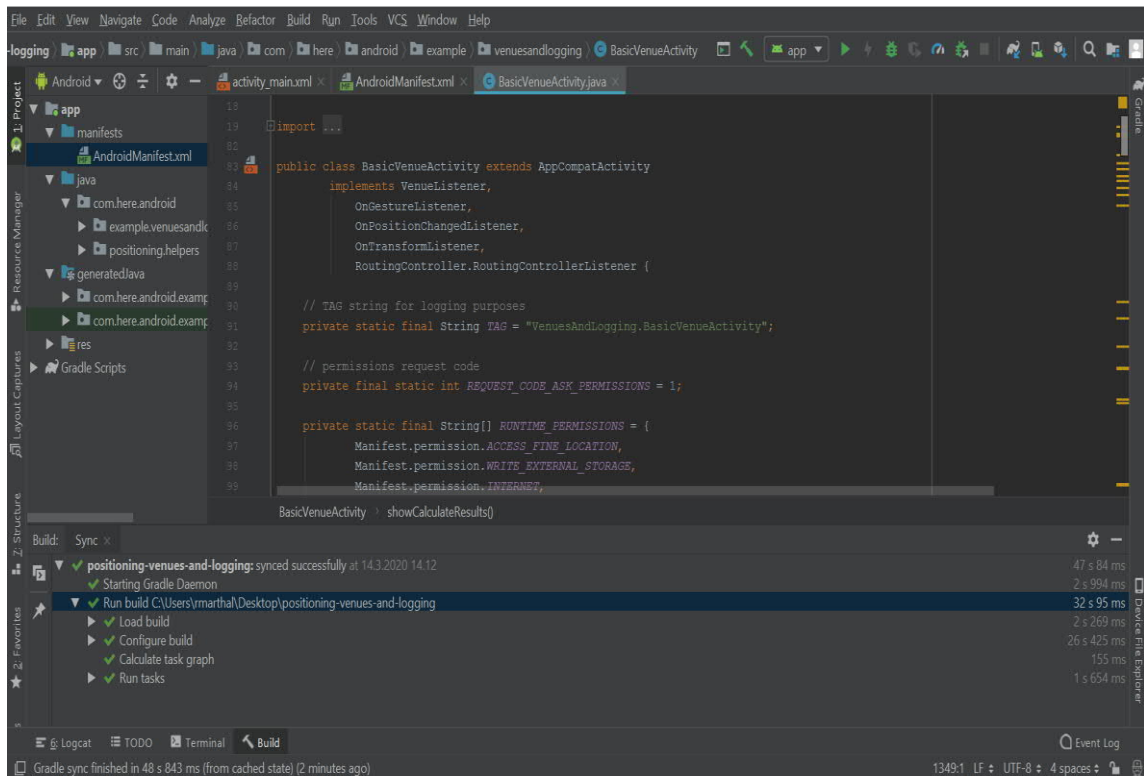 File Edit View Navigate Code Analyze Refactor Build Run Tools VCS Window Help
-logging app src main java com here android example venuesandlogging BasicVenueActivity app
Android activity_main.xml AndroidManifest.xml BasicVenueActivity.java
1: Project
Resource Manager
Layout Captures
Z: Structure
2: Favorites
app
manifests
AndroidManifest.xml
java
com.here.android
example.venuesandlo
positioning.helpers
generatedJava
com.here.android.examp
com.here.android.examp
res
Gradle Scripts
18
19 import ...
82
83 public class BasicVenueActivity extends AppCompatActivity
84 implements VenueListener,
85 OnGestureListener,
86 OnPositionChangedListener,
87 OnTransformListener,
88 RoutingController.RoutingControllerListener {
89
90 // TAG string for logging purposes
91 private static final String TAG = "VenuesAndLogging.BasicVenueActivity";
92
93 // permissions request code
94 private final static int REQUEST_CODE_ASK_PERMISSIONS = 1;
95
96 private static final String[] RUNTIME_PERMISSIONS = {
97 Manifest.permission.ACCESS_FINE_LOCATION,
98 Manifest.permission.WRITE_EXTERNAL_STORAGE,
99 Manifest.permission.INTERNET,
BasicVenueActivity showCalculateResults()
Gradle
Device File Explorer
Build: Sync
positioning-venues-and-logging: synced successfully at 14.3.2020 14.12 47 s 84 ms
Starting Gradle Daemon 2 s 994 ms
Run build C:\Users\rmarthal\Desktop\positioning-venues-and-logging 32 s 95 ms
Load build 2 s 269 ms
Configure build 26 s 425 ms
Calculate task graph 155 ms
Run tasks 1 s 654 ms
6: Logcat TODO Terminal Build Event Log
Gradle sync finished in 48 s 843 ms (from cached state) (2 minutes ago) 1349:1 LF UTF-8 4 spaces